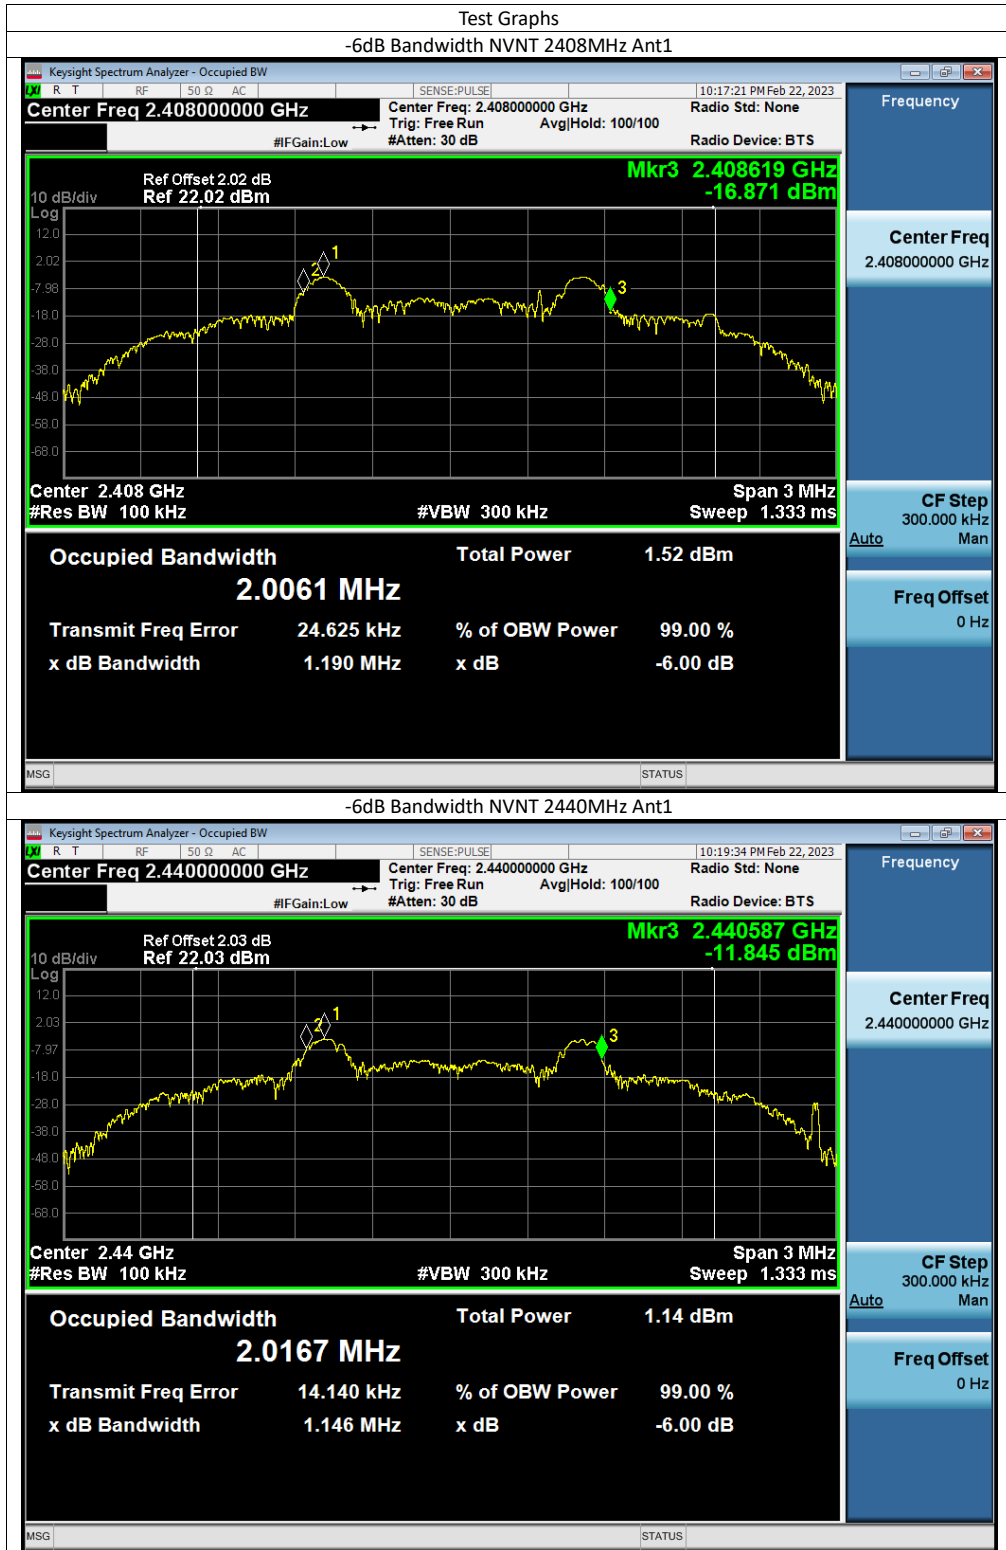 Test Graphs
-6dB Bandwidth NVNT 2408MHz Ant1
Keysight Spectrum Analyzer - Occupied BW
LXI R T RF 50 Ω AC SENSE:PULSE 10:17:21 PM Feb 22, 2023
Center Freq 2.408000000 GHz Center Freq: 2.408000000 GHz Radio Std: None Frequency
Trig: Free Run Avg|Hold: 100/100
#IFGain:Low #Atten: 30 dB Radio Device: BTS
Mkr3 2.408619 GHz
Ref Offset 2.02 dB
10 dB/div Ref 22.02 dBm -16.871 dBm
Log
12.0
2.02
-7.98
-18.0
-28.0
-38.0
-48.0
-58.0
-68.0
1
2
3
Center Freq
2.408000000 GHz
Center 2.408 GHz Span 3 MHz
#Res BW 100 kHz #VBW 300 kHz Sweep 1.333 ms
CF Step
300.000 kHz
Auto Man
Occupied Bandwidth Total Power 1.52 dBm
2.0061 MHz
Freq Offset
0 Hz
Transmit Freq Error 24.625 kHz % of OBW Power 99.00 %
x dB Bandwidth 1.190 MHz x dB -6.00 dB
MSG STATUS
-6dB Bandwidth NVNT 2440MHz Ant1
Keysight Spectrum Analyzer - Occupied BW
LXI R T RF 50 Ω AC SENSE:PULSE 10:19:34 PM Feb 22, 2023
Center Freq 2.440000000 GHz Center Freq: 2.440000000 GHz Radio Std: None Frequency
Trig: Free Run Avg|Hold: 100/100
#IFGain:Low #Atten: 30 dB Radio Device: BTS
Mkr3 2.440587 GHz
Ref Offset 2.03 dB
10 dB/div Ref 22.03 dBm -11.845 dBm
Log
12.0
2.03
-7.97
-18.0
-28.0
-38.0
-48.0
-58.0
-68.0
1
2
3
Center Freq
2.440000000 GHz
Center 2.44 GHz Span 3 MHz
#Res BW 100 kHz #VBW 300 kHz Sweep 1.333 ms
CF Step
300.000 kHz
Auto Man
Occupied Bandwidth Total Power 1.14 dBm
2.0167 MHz
Freq Offset
0 Hz
Transmit Freq Error 14.140 kHz % of OBW Power 99.00 %
x dB Bandwidth 1.146 MHz x dB -6.00 dB
MSG STATUS